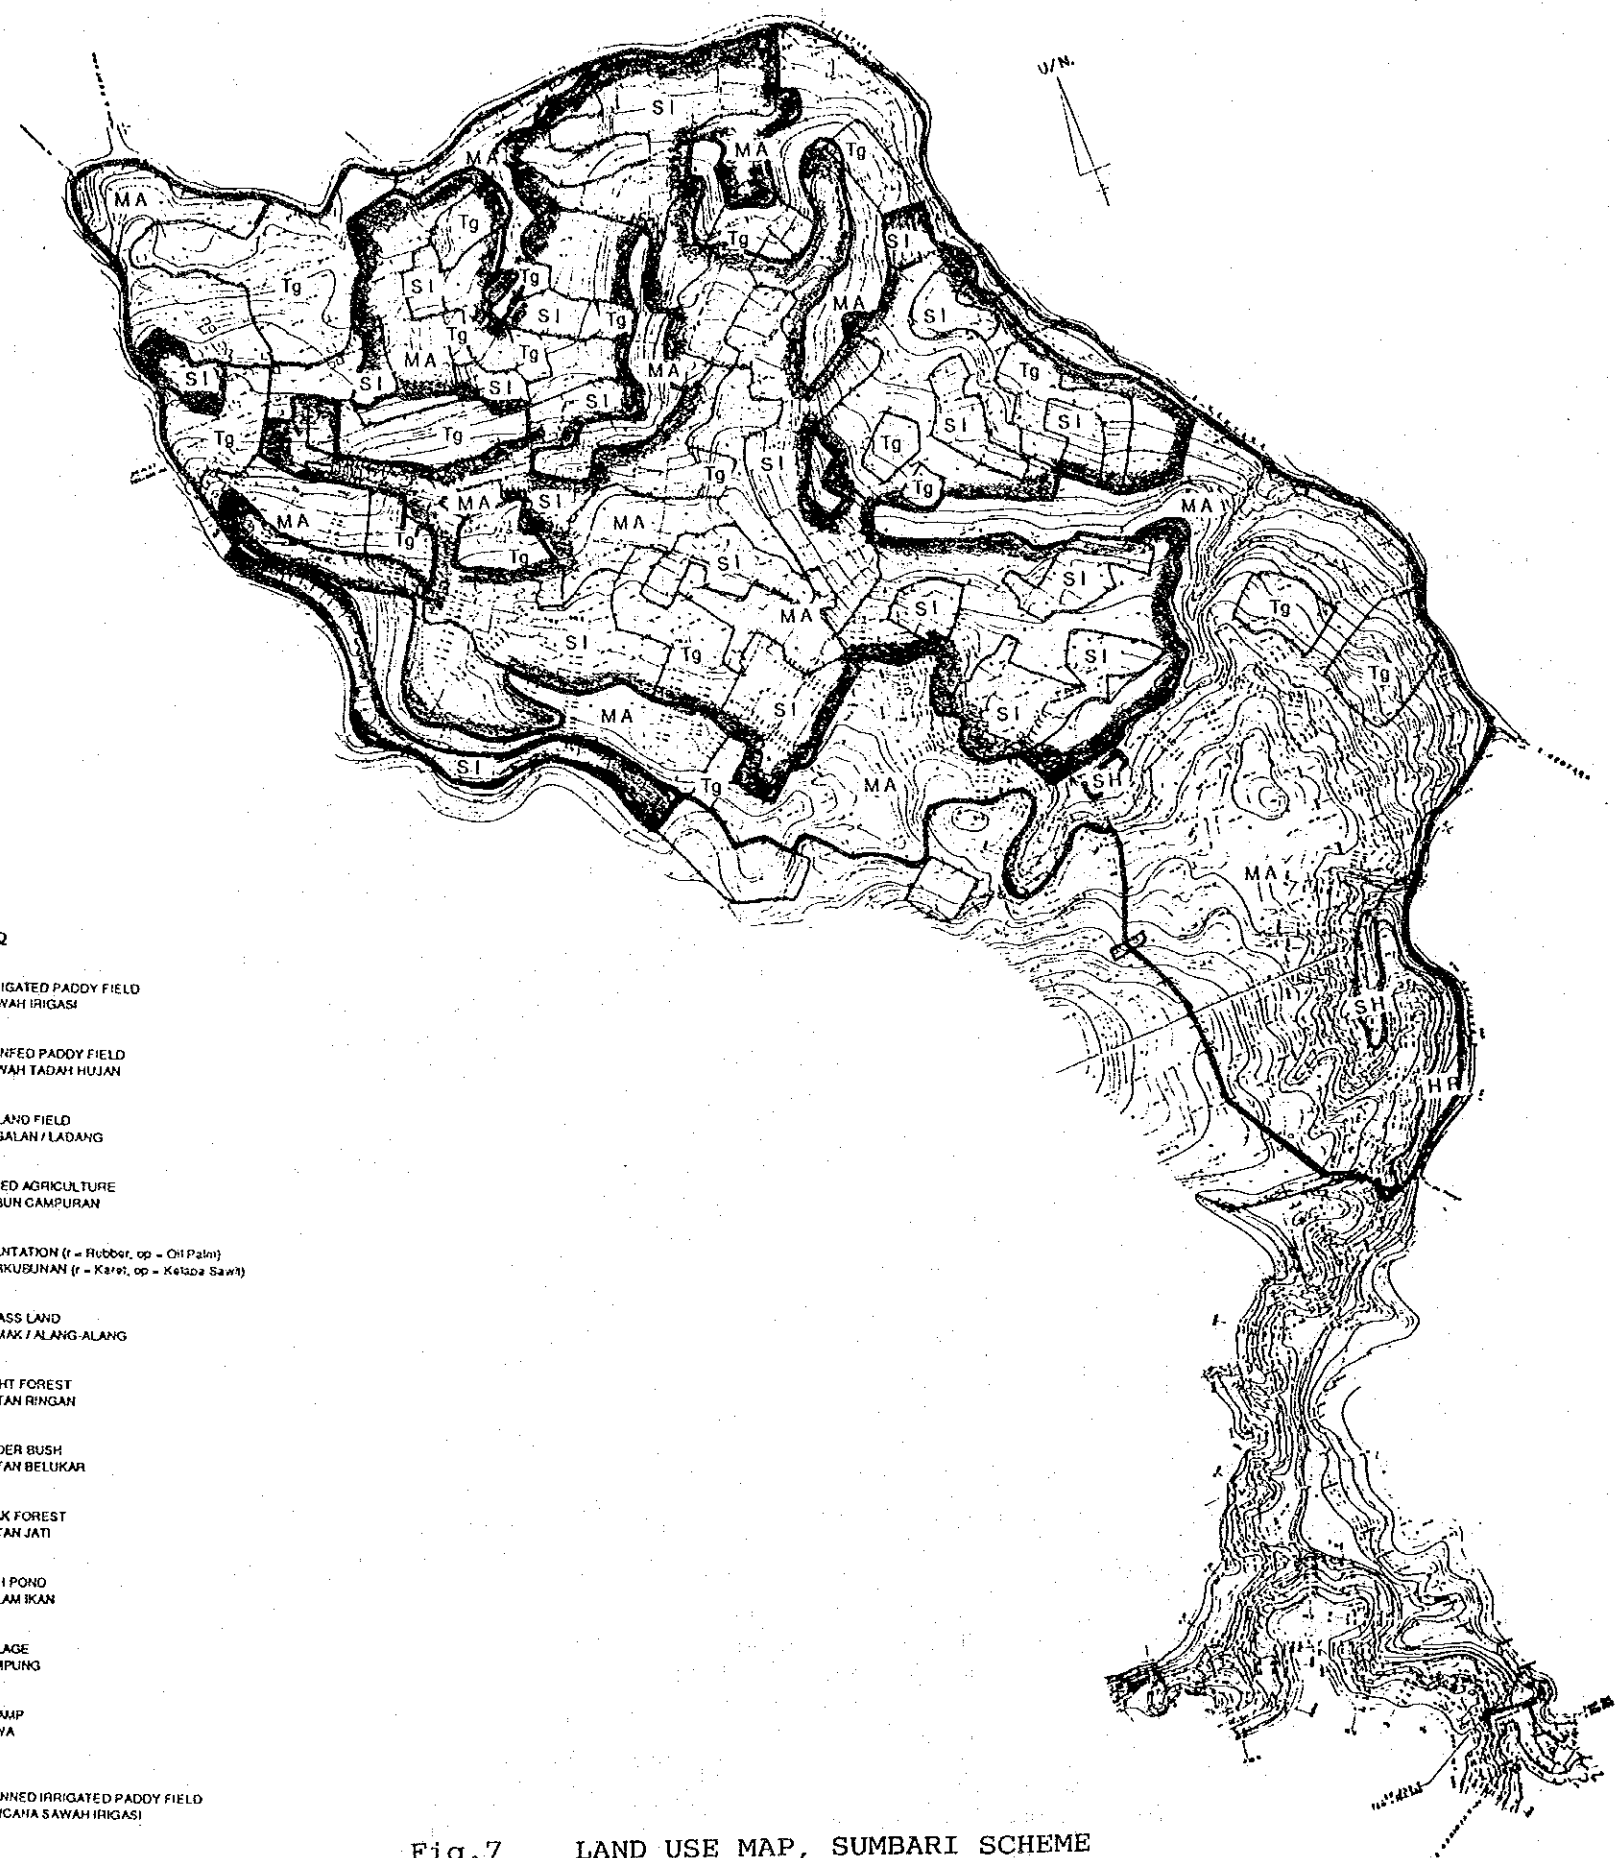 U/N.
SI
MA
MA
Tg
MA
Tg
Tg
SI
Tg
Tg
SI
MA
SI
SI
Tg
Tg
MA
Tg
MA
Tg
SI
SI
SI
SI
Tg
SI
SI
Tg
Tg
SI
Tg
SI
Tg
MA
SI
MA
MA
MA
Tg
Tg
SI
SI
Tg
SI
MA
SI
Tg
SI
Tg
MA
SI
SI
SI
Tg
MA
SH
MA
SH
HR
IGATED PADDY FIELD
WAH IRIGASI
NFED PADDY FIELD
WAH TADAH HUJAN
LAND FIELD
GALAN / LADANG
ED AGRICULTURE
BUN CAMPURAN
NTATION (r = Rubber, op = Oil Palm)
RKUBUNAN (r = Karet, op = Kelapa Sawit)
ASS LAND
MAK / ALANG-ALANG
HT FOREST
TAN RINGAN
DER BUSH
TAN BELUKAR
K FOREST
TAN JATI
H POND
LAM IKAN
LAGE
MPUNG
AMP
YA
NNED IRRIGATED PADDY FIELD
NCANA SAWAH IRIGASI
Fig.7 LAND USE MAP, SUMBARI SCHEME